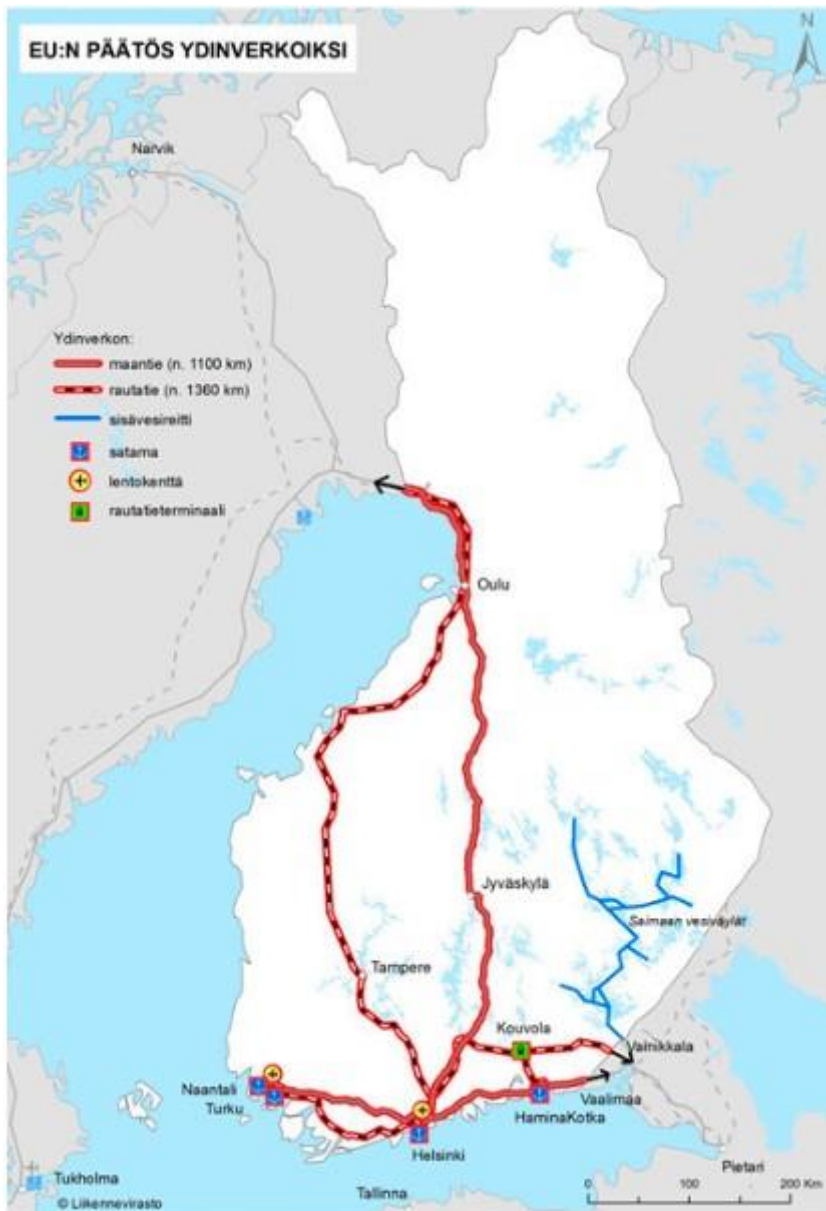 EU:N PÄÄTÖS YDINVERKOIKSI
N
Narvik
Ydinverkon:
maantie (n. 1100 km)
rautatie (n. 1360 km)
sisävesireitti
satama
lentokenttä
rautatieterminaali
Oulu
Jyväskylä
Saimaan vesiväylät
Tampere
Kouvola
Vainikkala
Naantali
Turku
Vaalimaa
HaminaKotka
Helsinki
Pietari
Tukholma
Tallinna
0 100 200 Km
© Liikennevirasto